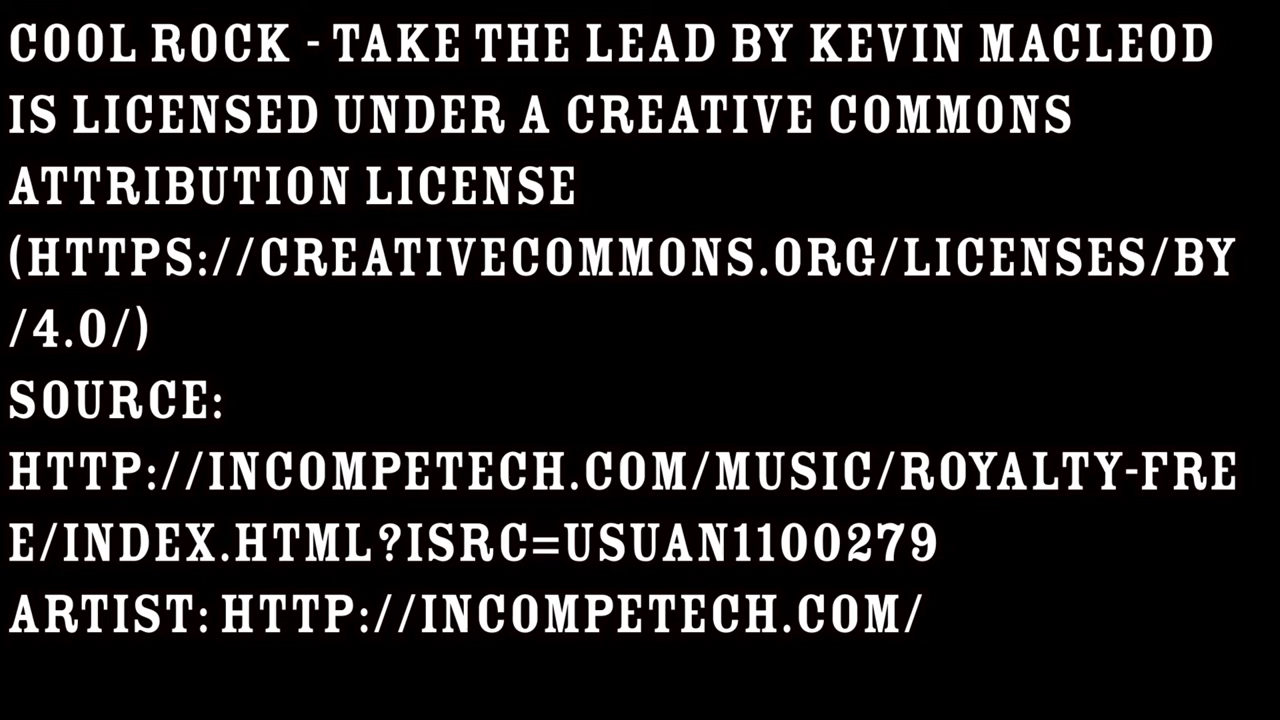 COOL ROCK - TAKE THE LEAD BY KEVIN MACLEOD
IS LICENSED UNDER A CREATIVE COMMONS
ATTRIBUTION LICENSE
(HTTPS://CREATIVECOMMONS.ORG/LICENSES/BY
/4.0/)
SOURCE:
HTTP://INCOMPETECH.COM/MUSIC/ROYALTY-FRE
E/INDEX.HTML?ISRC=USUAN1100279
ARTIST: HTTP://INCOMPETECH.COM/